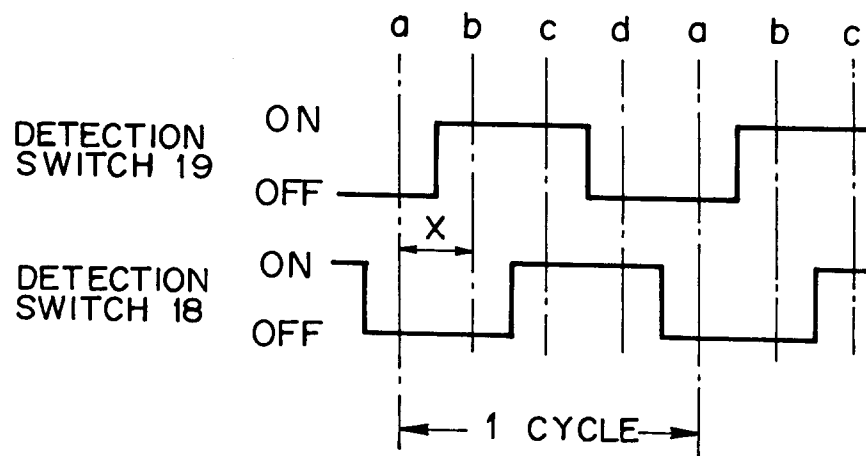 a b c d a b c
DETECTION
SWITCH 19
ON
OFF
X
DETECTION
SWITCH 18
ON
OFF
1 CYCLE